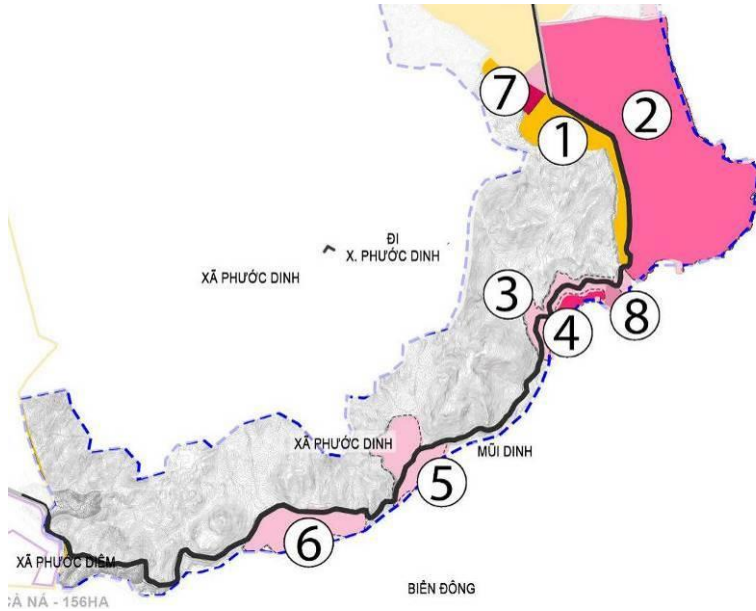 7
1
2
ĐI
X. PHƯỚC DINH
XÃ PHƯỚC DINH
3
4
8
XÃ PHƯỚC DINH
MŨI DINH
5
6
XÃ PHƯỚC DIÊM
BIỂN ĐÔNG
CÀ NÁ - 156HA